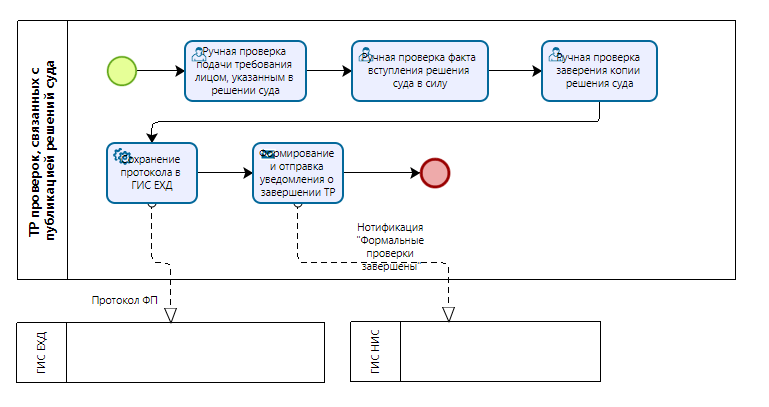 ТР проверок, связанных с
публикацией решений суда
Ручная проверка
подачи требования
лицом, указанным в
решении суда
Ручная проверка факта
вступления решения
суда в силу
Ручная проверка
заверения копии
решения суда
Сохранение
протокола в
ГИС ЕХД
Формирование
и отправка
уведомления о
завершении ТР
Нотификация
"Формальные
проверки
завершены"
Протокол ФП
ГИС ЕХД
ГИС НИС